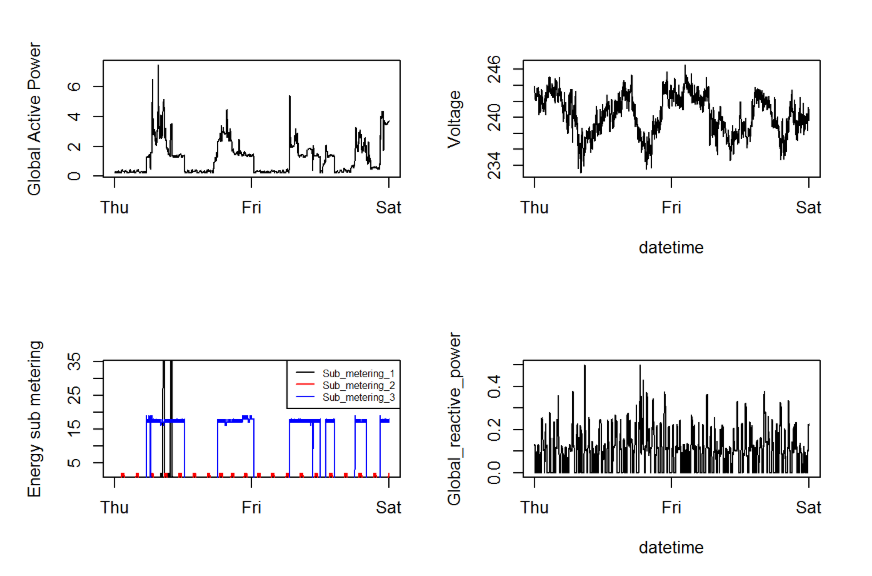 Global Active Power
6
4
2
0
Thu Fri Sat
Voltage
246
240
234
Thu Fri Sat
datetime
Energy sub metering
35
25
15
5
Sub_metering_1
Sub_metering_2
Sub_metering_3
Thu Fri Sat
Global_reactive_power
0.4
0.2
0.0
Thu Fri Sat
datetime